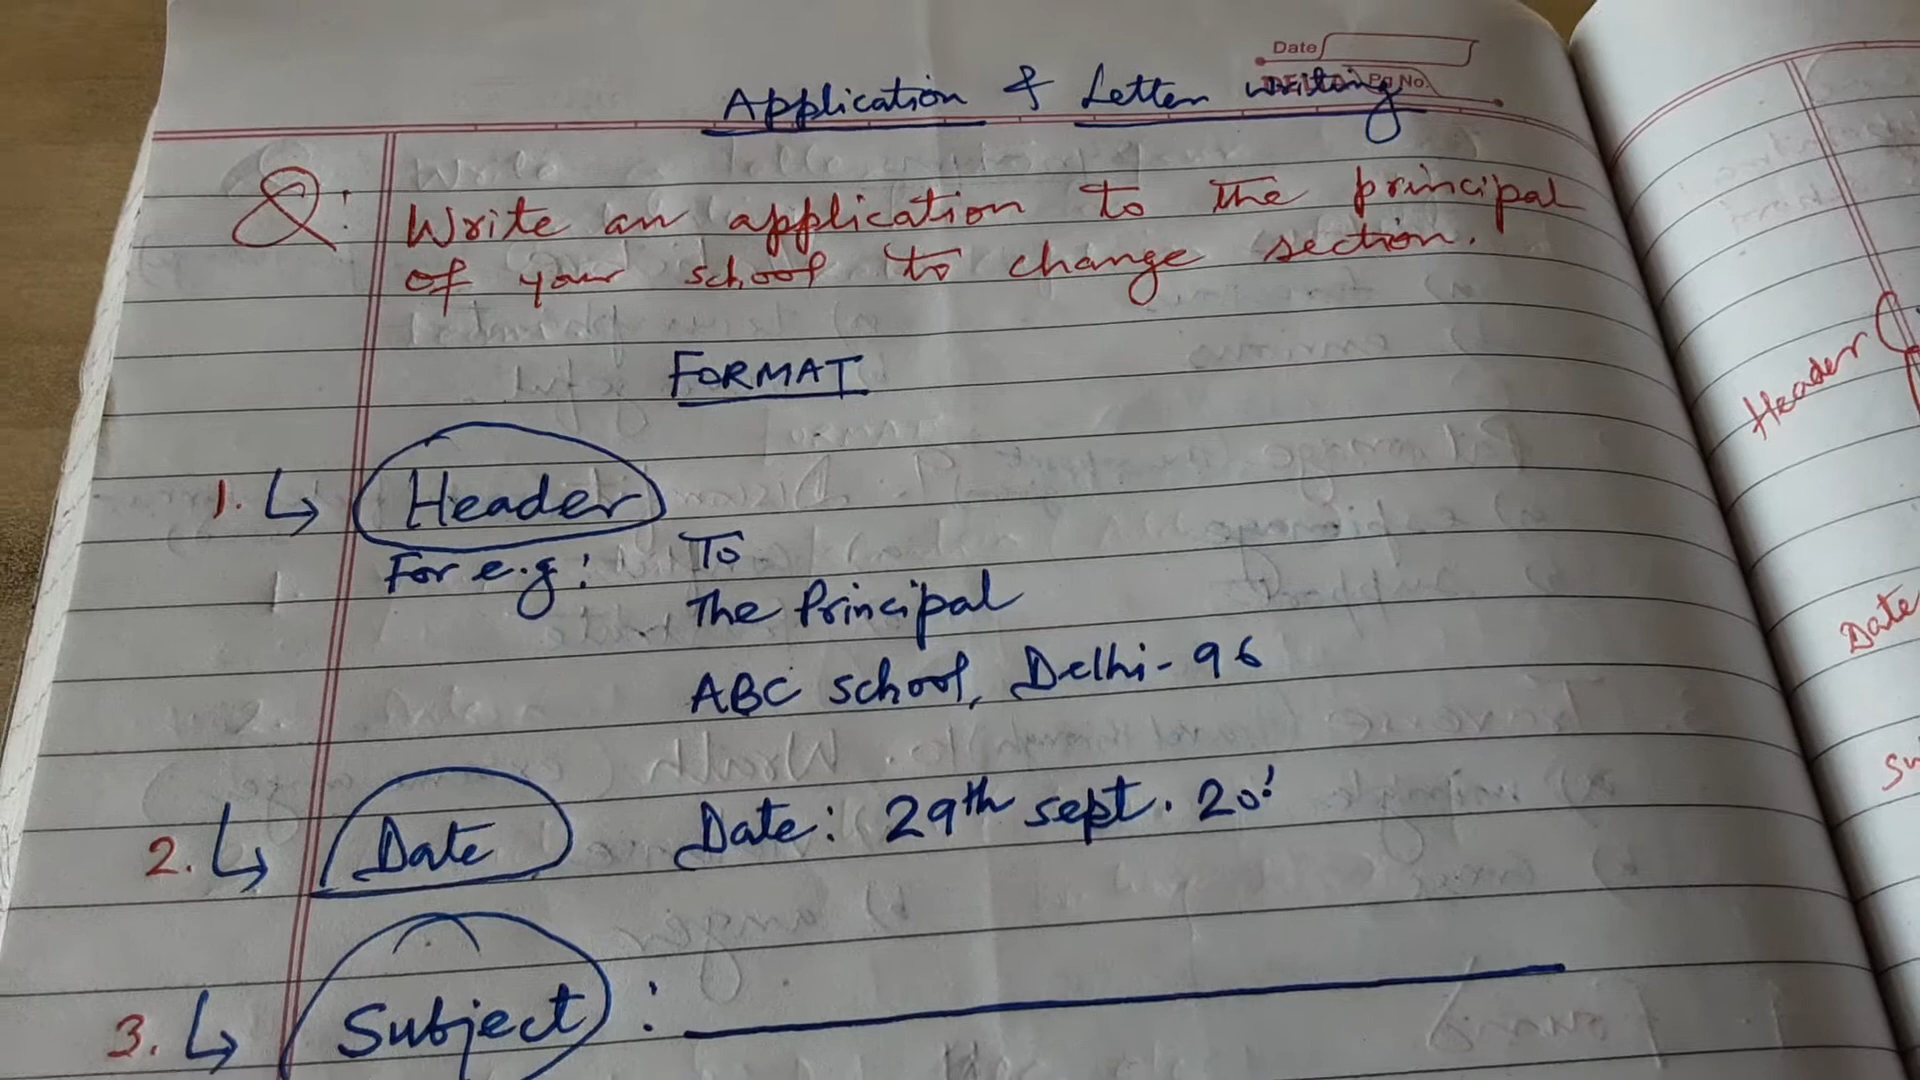 Date
Pg No.
Application & Letter writing
Q: Write an application to the principal
of your school to change section.
FORMAT
1. ↳ Header
For e.g: To
The Principal
ABC school, Delhi-96
2. ↳ Date Date: 29th sept.
3. ↳ Subject :
Header
Date